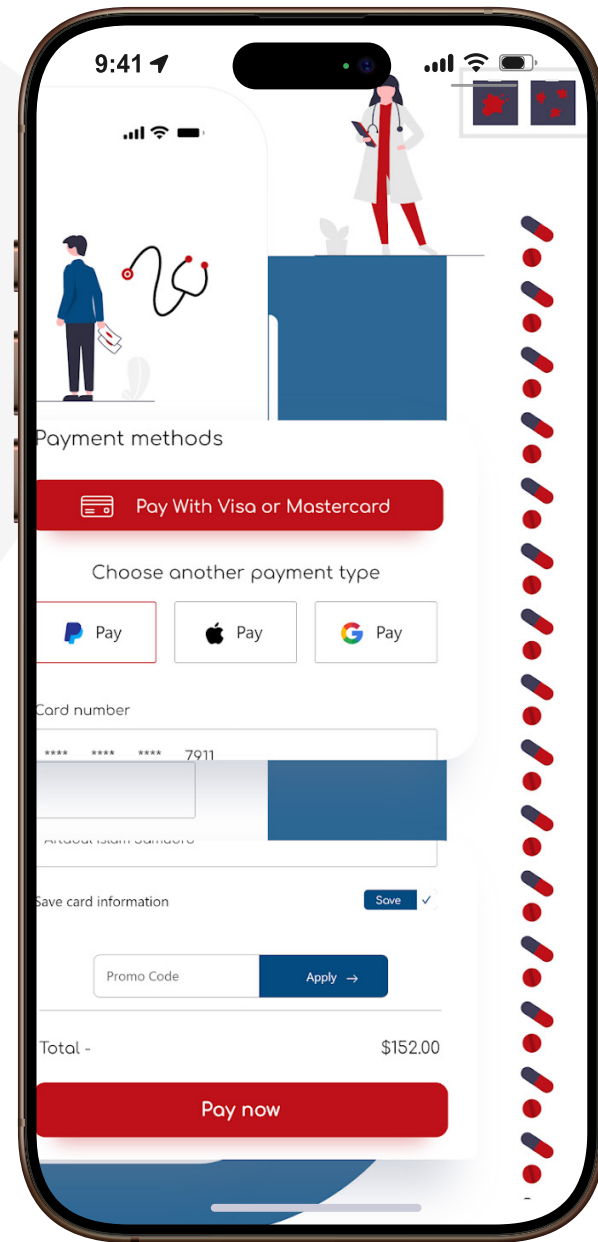 9:41
Payment methods
Pay With Visa or Mastercard
Choose another payment type
Pay
Pay
Pay
Card number
**** **** **** 7911
Save card information
Save
Promo Code
Apply →
Total -
$152.00
Pay now